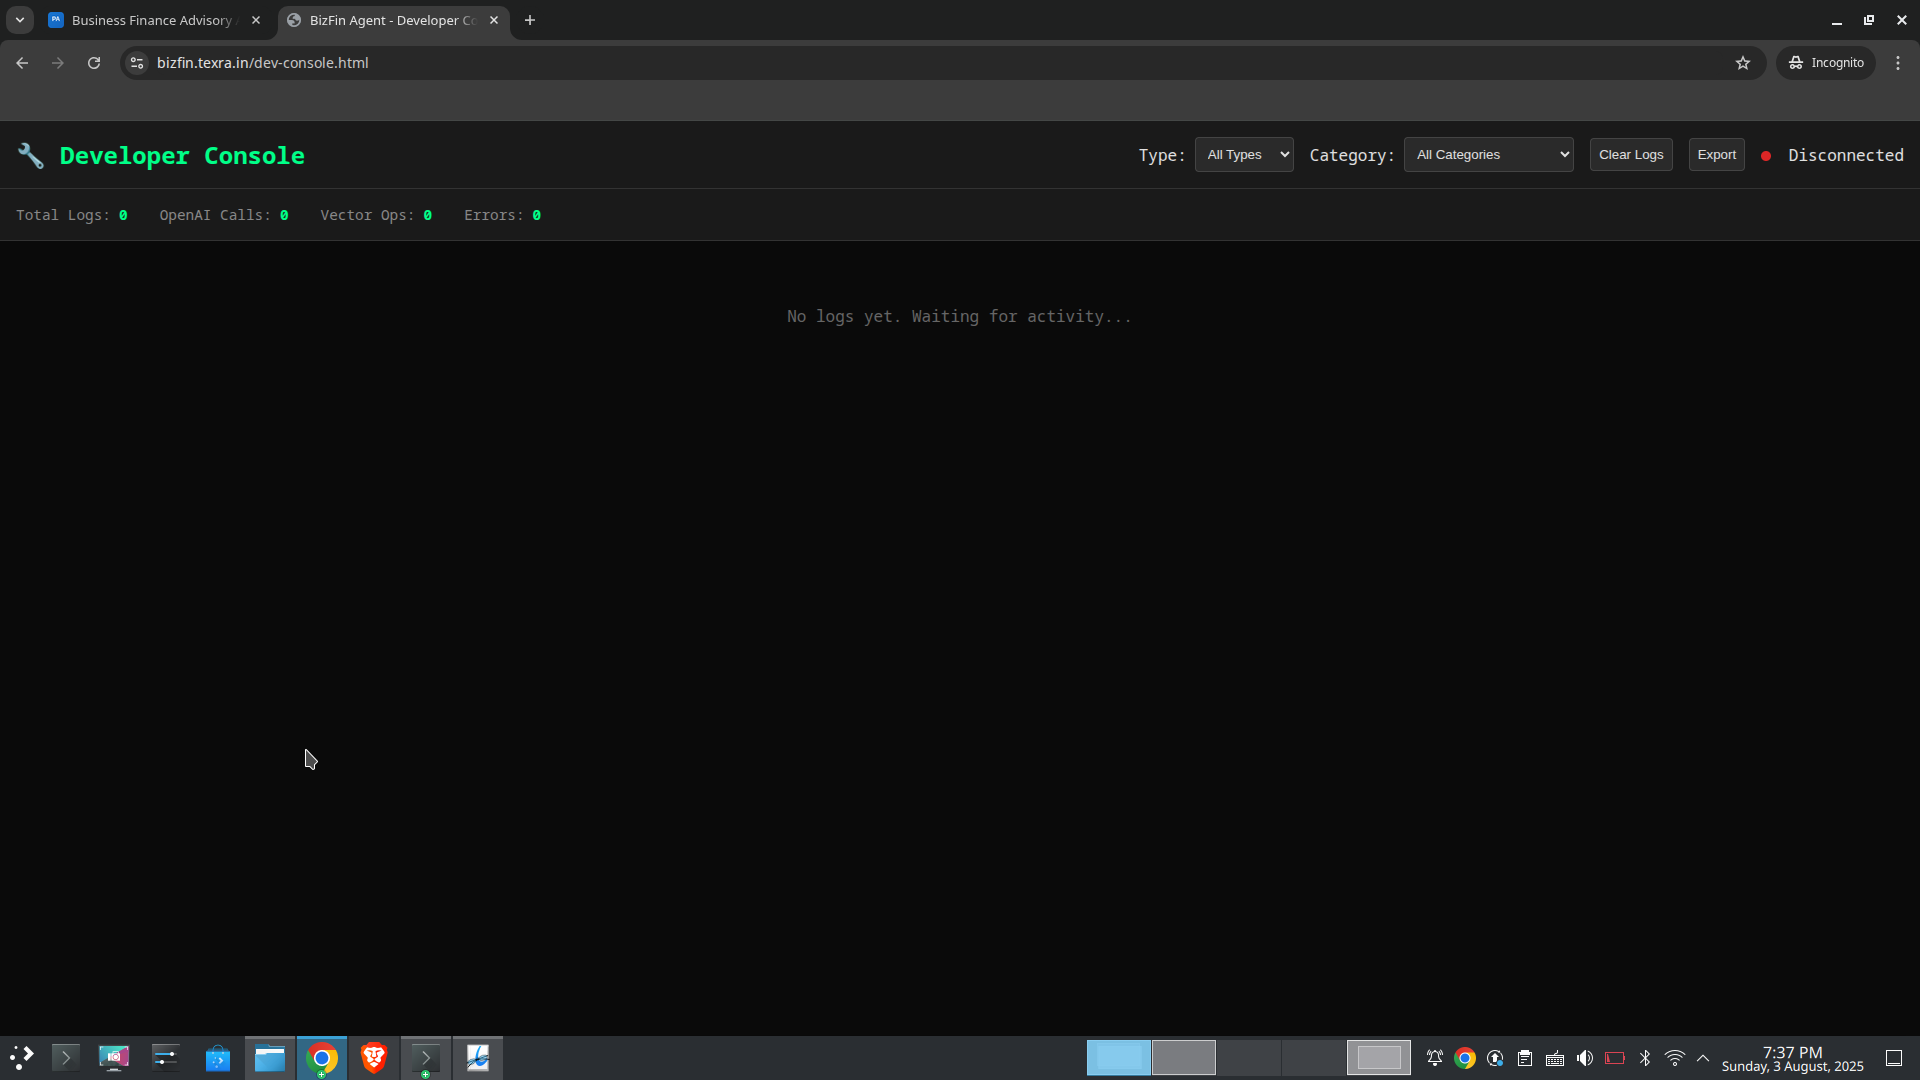 Business Finance Advisory
BizFin Agent - Developer Co
bizfin.texra.in/dev-console.html
Incognito
Developer Console
Type: All Types Category: All Categories Clear Logs Export Disconnected
Total Logs: 0 OpenAI Calls: 0 Vector Ops: 0 Errors: 0
No logs yet. Waiting for activity...
7:37 PM
Sunday, 3 August, 2025